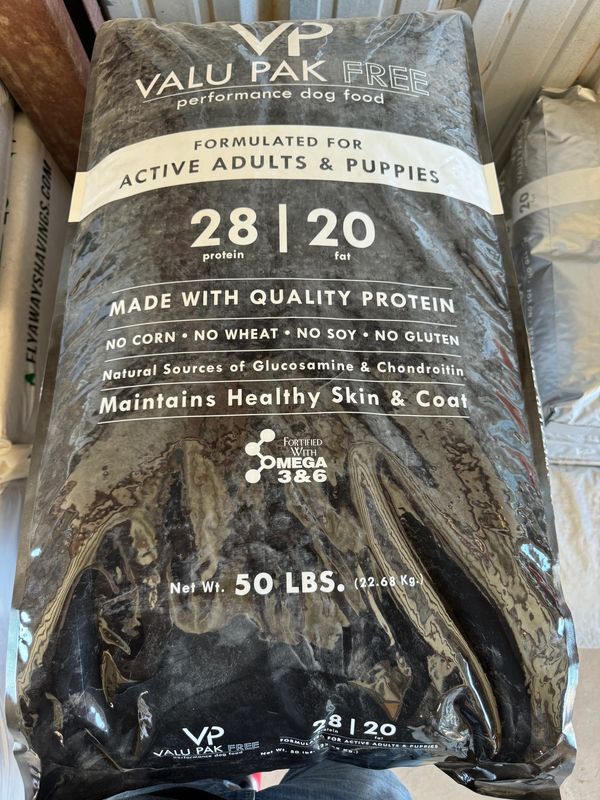 VP
VALU PAK FREE
performance dog food
FORMULATED FOR
ACTIVE ADULTS & PUPPIES
28 | 20
protein fat
MADE WITH QUALITY PROTEIN
NO CORN • NO WHEAT • NO SOY • NO GLUTEN
Natural Sources of Glucosamine & Chondroitin
Maintains Healthy Skin & Coat
FORTIFIED
WITH
OMEGA
3&6
Net Wt. 50 LBS. (22.68 Kg.)
VP
VALU PAK FREE
performance dog food
28 | 20
fat
FORMULATED FOR ACTIVE ADULTS & PUPPIES
FLYAWAYSHAVINGS.COM
20